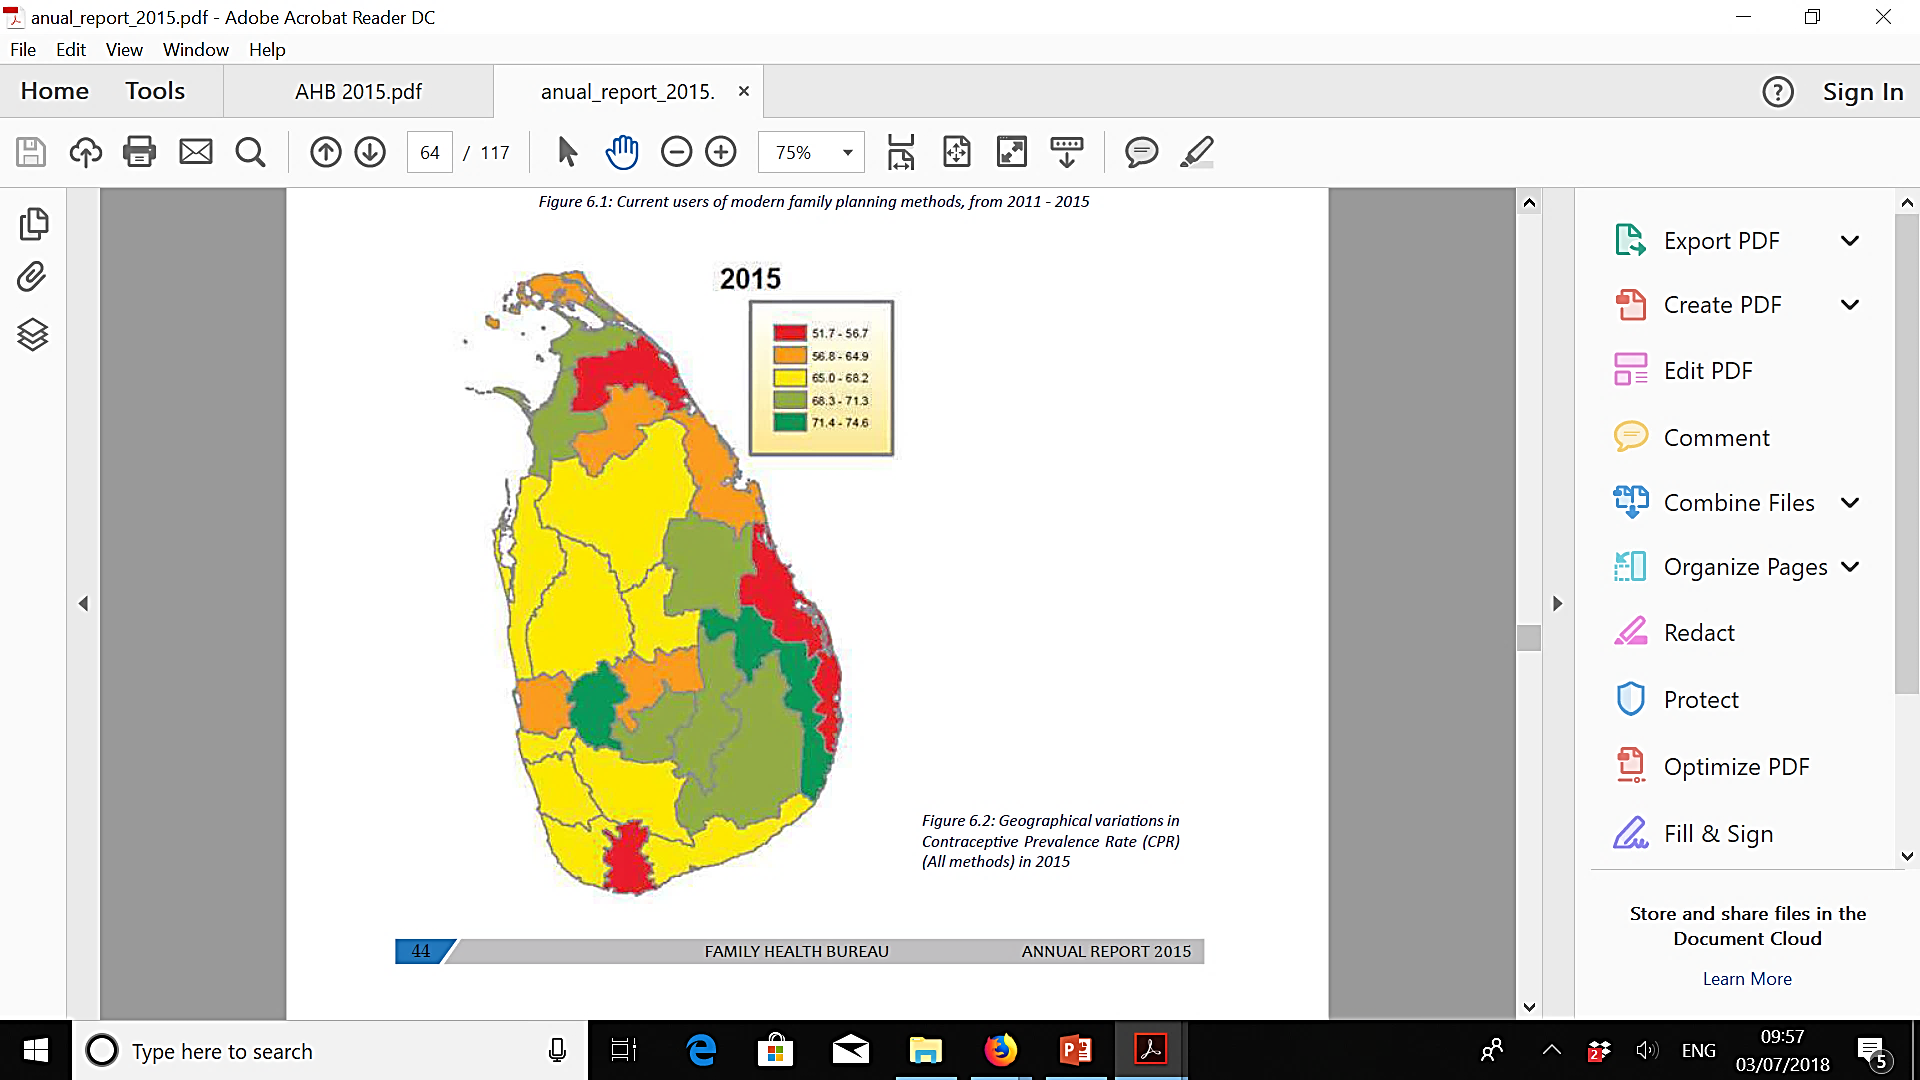 anual_report_2015.pdf - Adobe Acrobat Reader DC
File Edit View Window Help
Home Tools AHB 2015.pdf anual_report_2015. ×
? Sign In
64 / 117
75%
Figure 6.1: Current users of modern family planning methods, from 2011 - 2015
2015
51.7 - 56.7
56.8 - 64.9
65.0 - 68.2
68.3 - 71.3
71.4 - 74.6
Figure 6.2: Geographical variations in
Contraceptive Prevalence Rate (CPR)
(All methods) in 2015
44 FAMILY HEALTH BUREAU ANNUAL REPORT 2015
Export PDF
Create PDF
Edit PDF
Comment
Combine Files
Organize Pages
Redact
Protect
Optimize PDF
Fill & Sign
Store and share files in the
Document Cloud
Learn More
Type here to search
2
ENG
09:57
03/07/2018
5